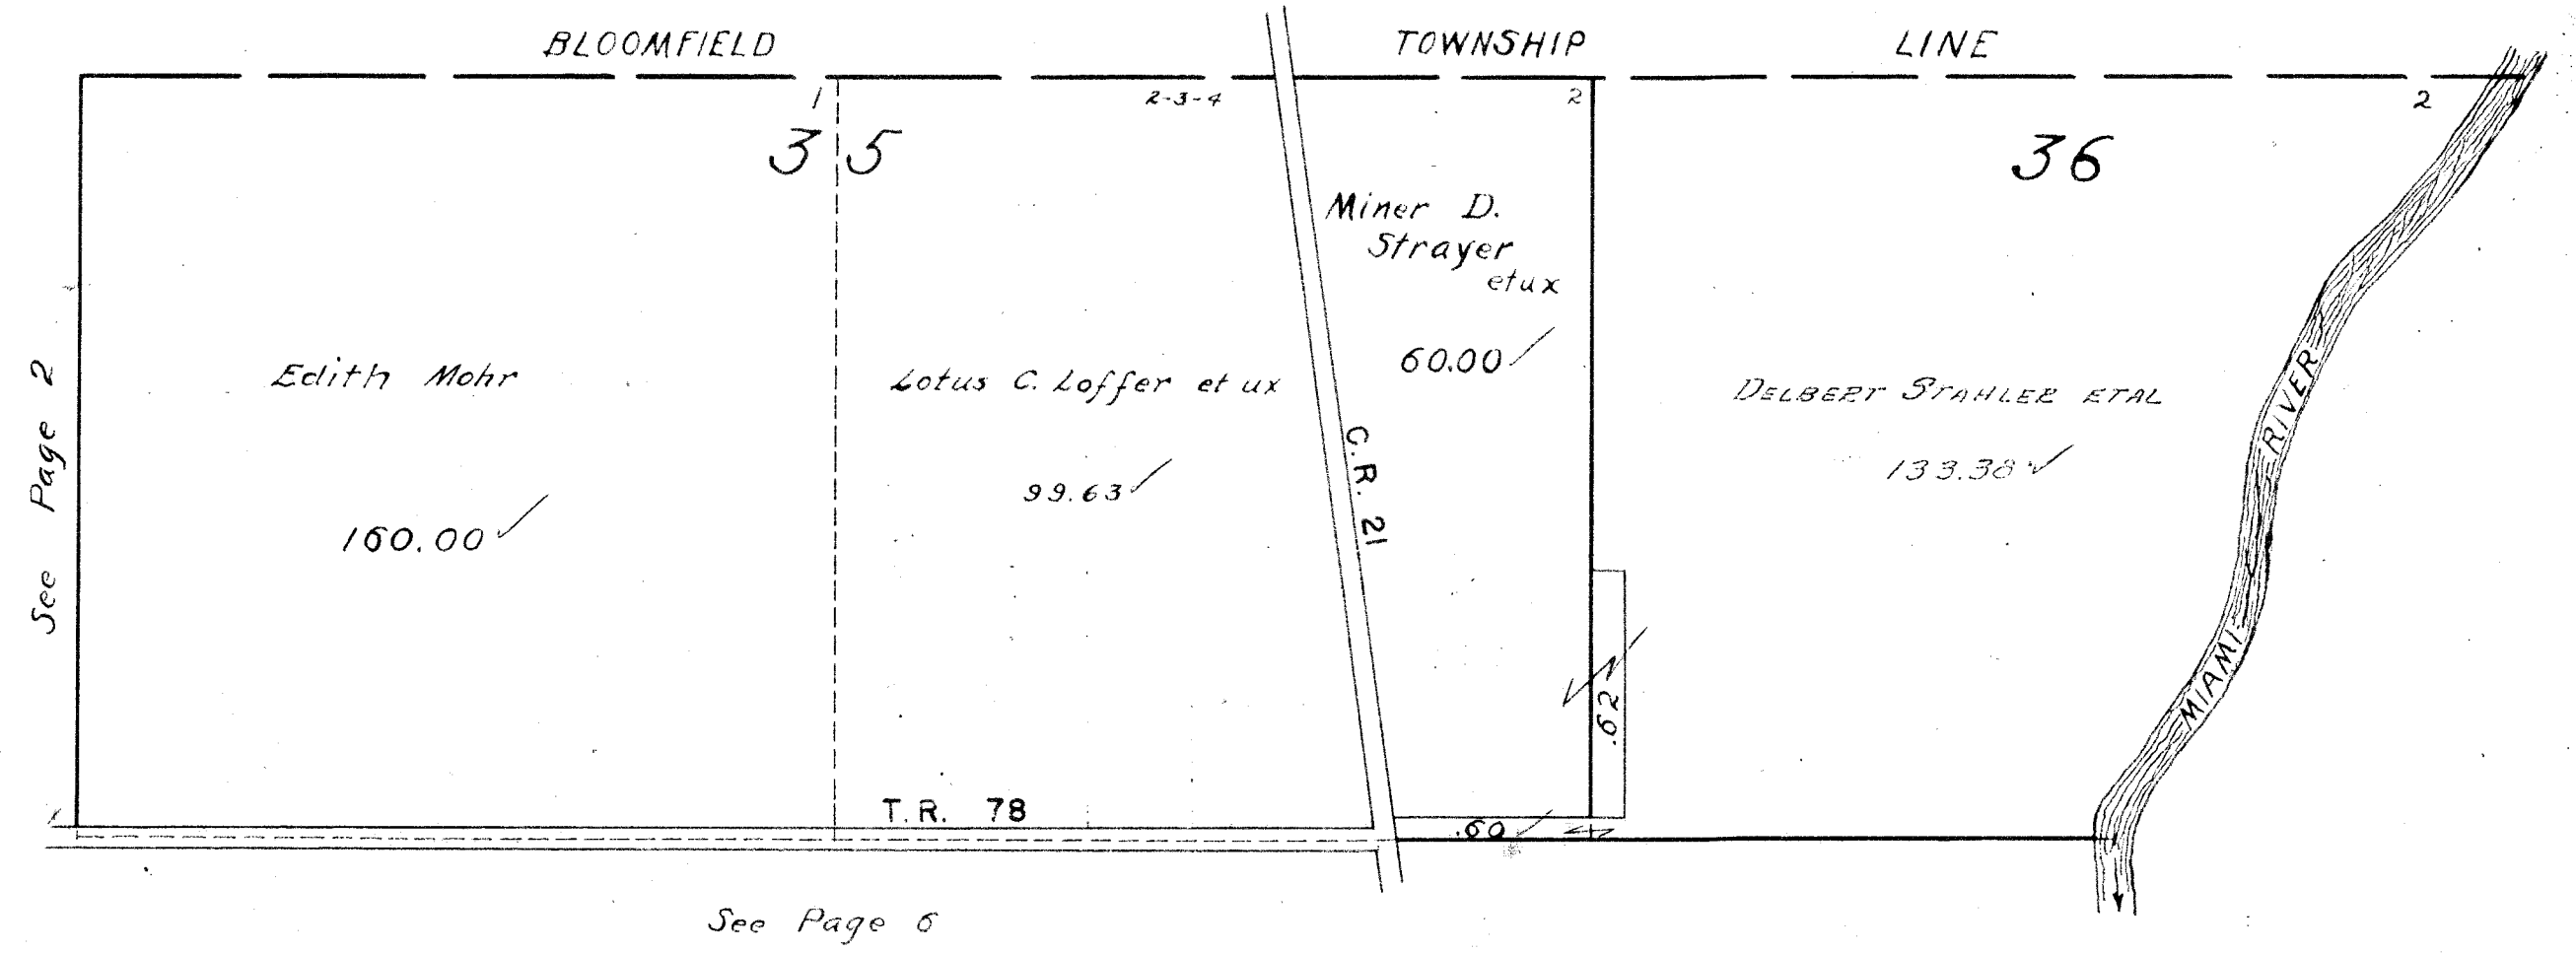 BLOOMFIELD TOWNSHIP LINE
1
2-3-4
2
2
35
36
Miner D.
Strayer
et ux
60.00
Edith Mohr
160.00
Lotus C. Loffer et ux
99.63
DELBERT STAHLER ETAL
133.38
See Page 2
C.R. 21
MIAMI RIVER
.62
T.R. 78
.60
See Page 6